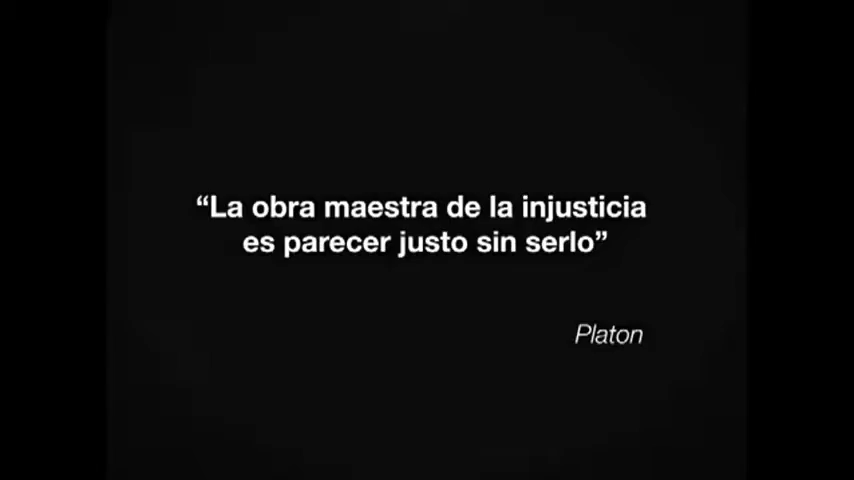 “La obra maestra de la injusticia
es parecer justo sin serlo”
Platon